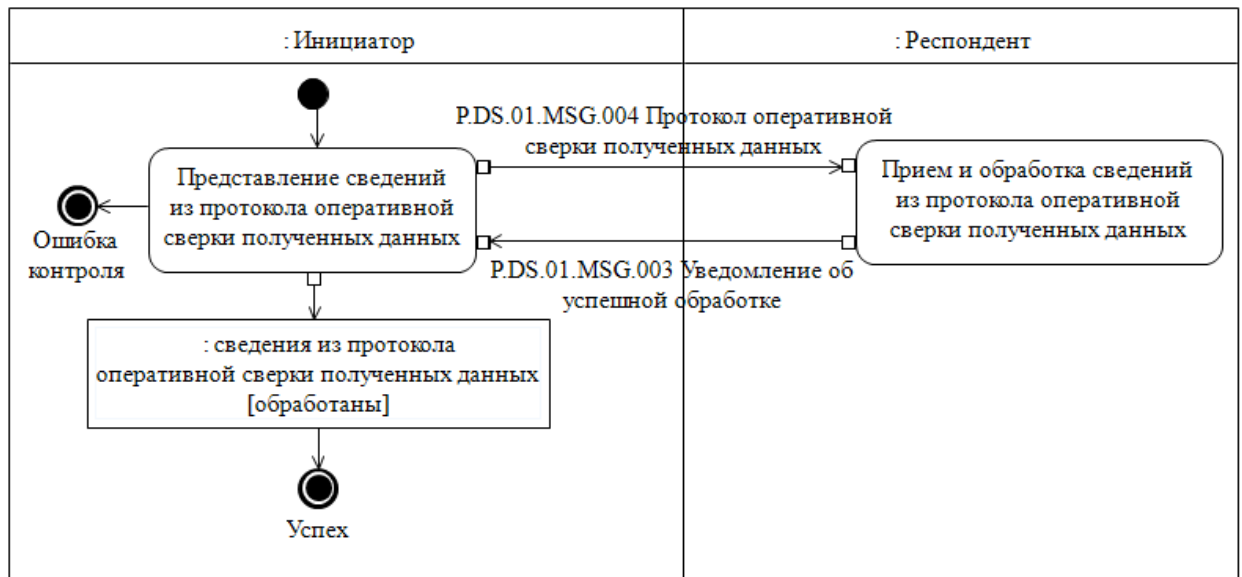 : Инициатор
: Респондент
P.DS.01.MSG.004 Протокол оперативной
сверки полученных данных
Представление сведений
из протокола оперативной
сверки полученных данных
Прием и обработка сведений
из протокола оперативной
сверки полученных данных
Ошибка
контроля
P.DS.01.MSG.003 Уведомление об
успешной обработке
: сведения из протокола
оперативной сверки полученных данных
[обработаны]
Успех